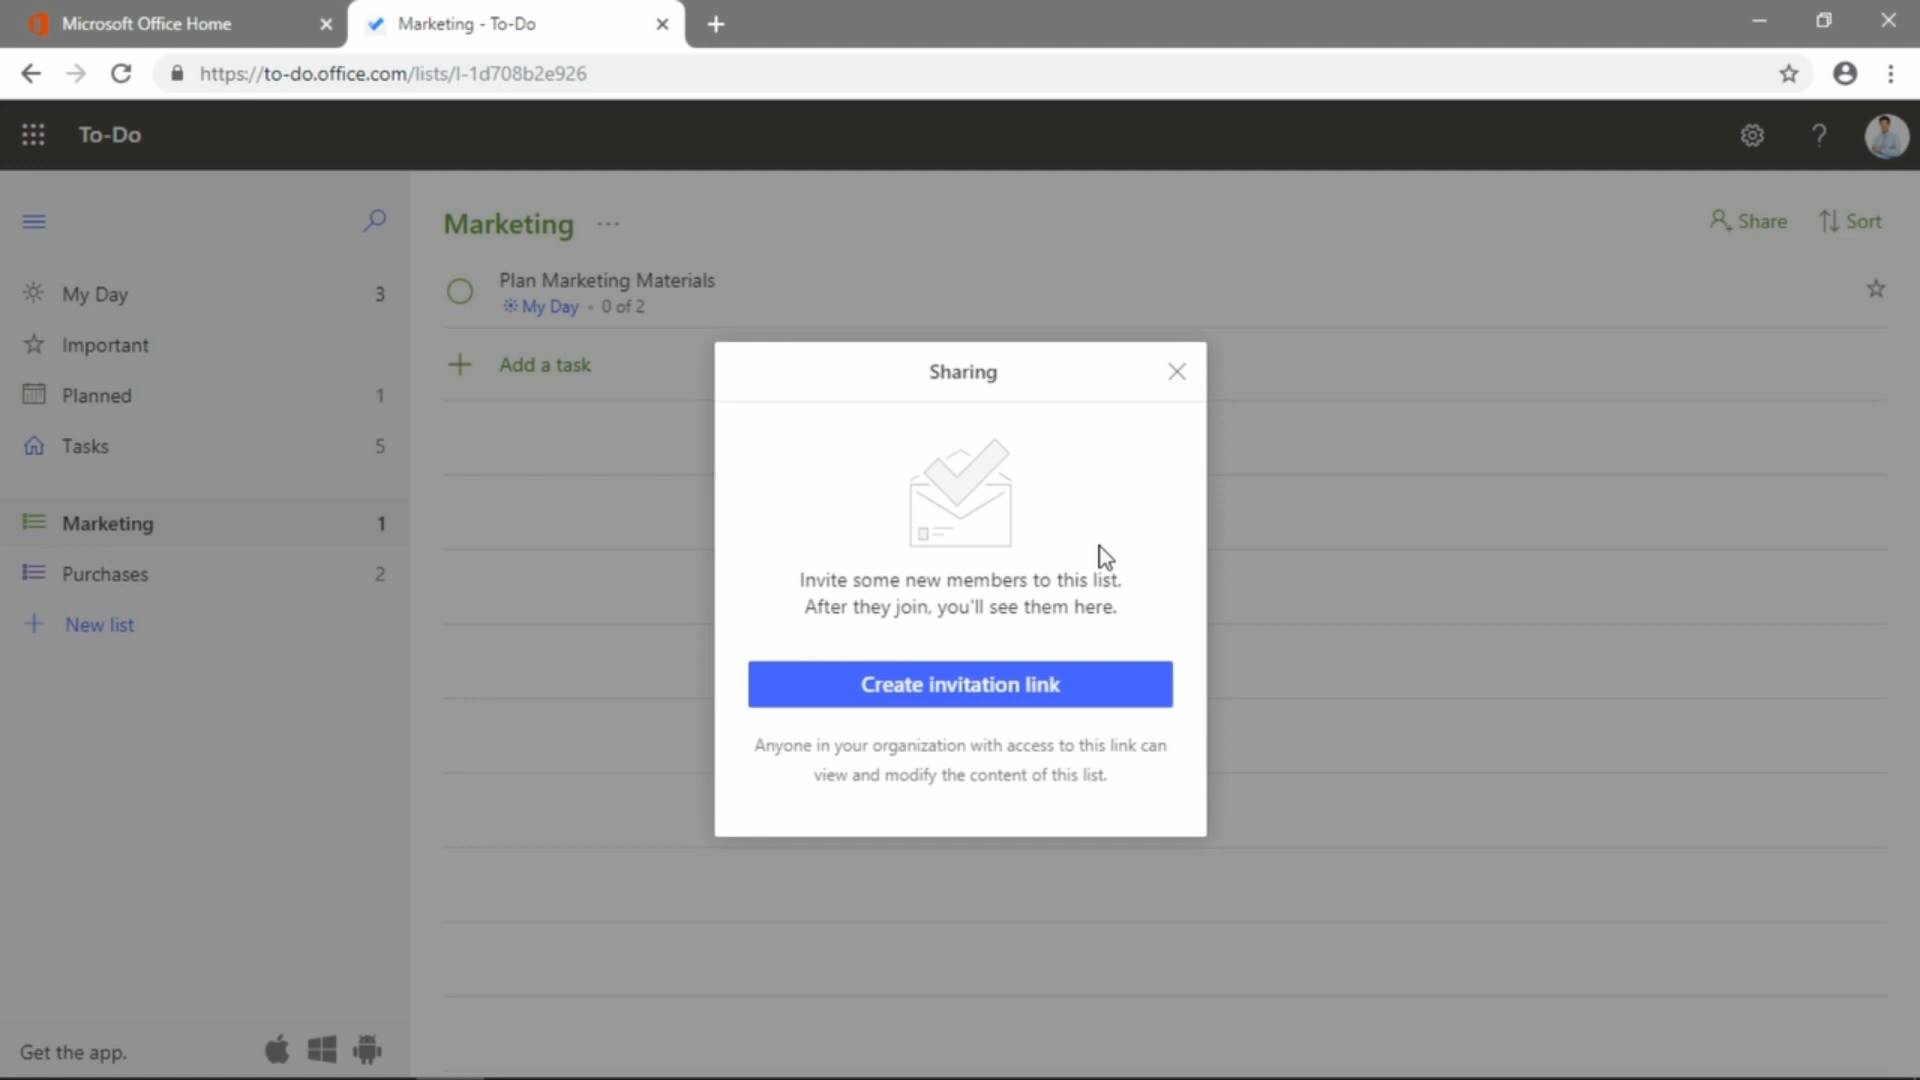 Microsoft Office Home
Marketing - To-Do
https://to-do.office.com/lists/l-1d708b2e926
To-Do
Marketing ...
Share
Sort
My Day 3
Important
Planned 1
Tasks 5
Marketing 1
Purchases 2
New list
Plan Marketing Materials
My Day • 0 of 2
Add a task
Sharing
Invite some new members to this list.
After they join, you'll see them here.
Create invitation link
Anyone in your organization with access to this link can
view and modify the content of this list.
Get the app.